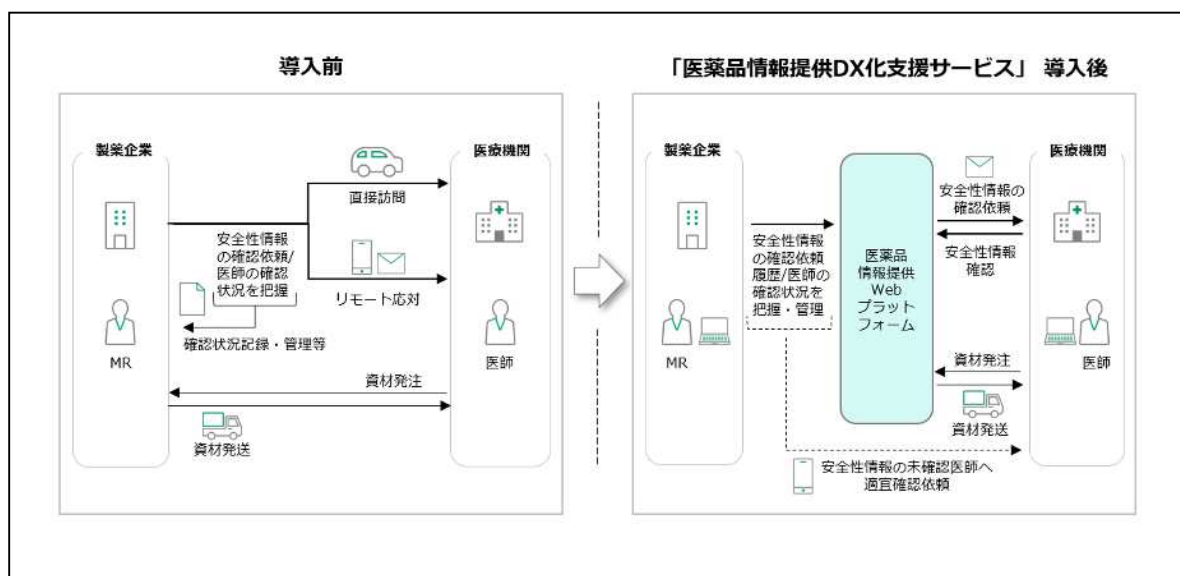 導入前
製薬企業
医療機関
直接訪問
安全性情報
の確認依頼/
医師の確認
状況を把握
リモート応対
MR
確認状況記録・管理等
医師
資材発注
資材発送
「医薬品情報提供DX化支援サービス」 導入後
製薬企業
医療機関
安全性情報の
確認依頼
安全性情報
確認
安全性情報
の確認依頼
履歴/医師の
確認状況を
把握・管理
医薬品
情報提供
Web
プラット
フォーム
MR
医師
資材発注
資材発送
安全性情報の未確認医師へ
適宜確認依頼